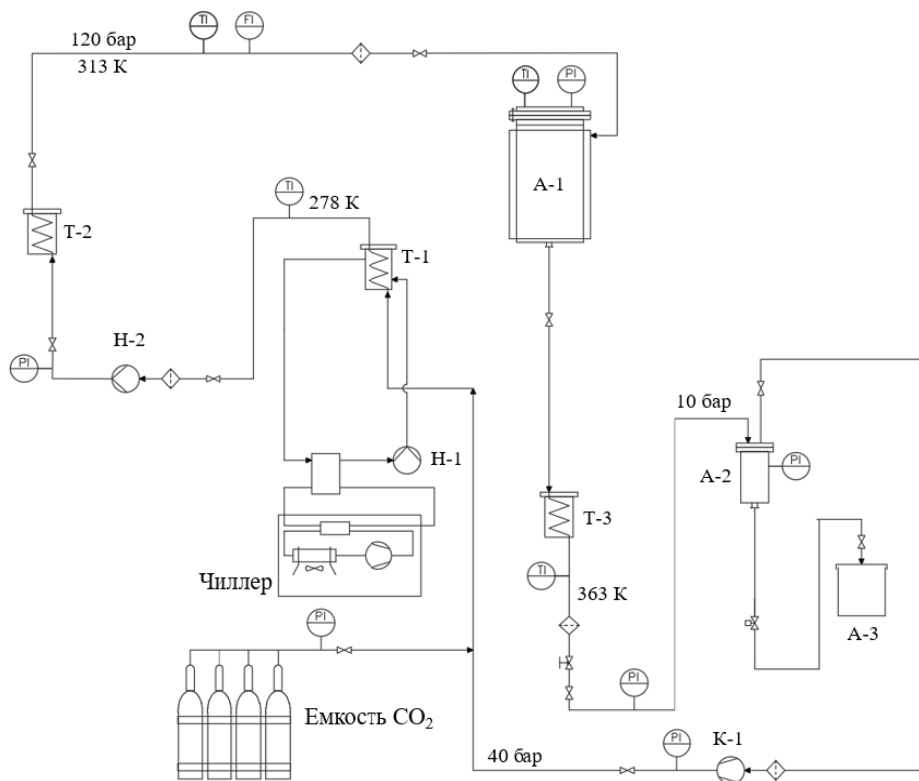 TI
FI
120 бар
313 К
TI
PI
А-1
TI
278 К
Т-2
Т-1
Н-2
PI
10 бар
Н-1
А-2
PI
Т-3
Чиллер
TI
363 К
А-3
PI
PI
Емкость CO₂
40 бар
PI
К-1